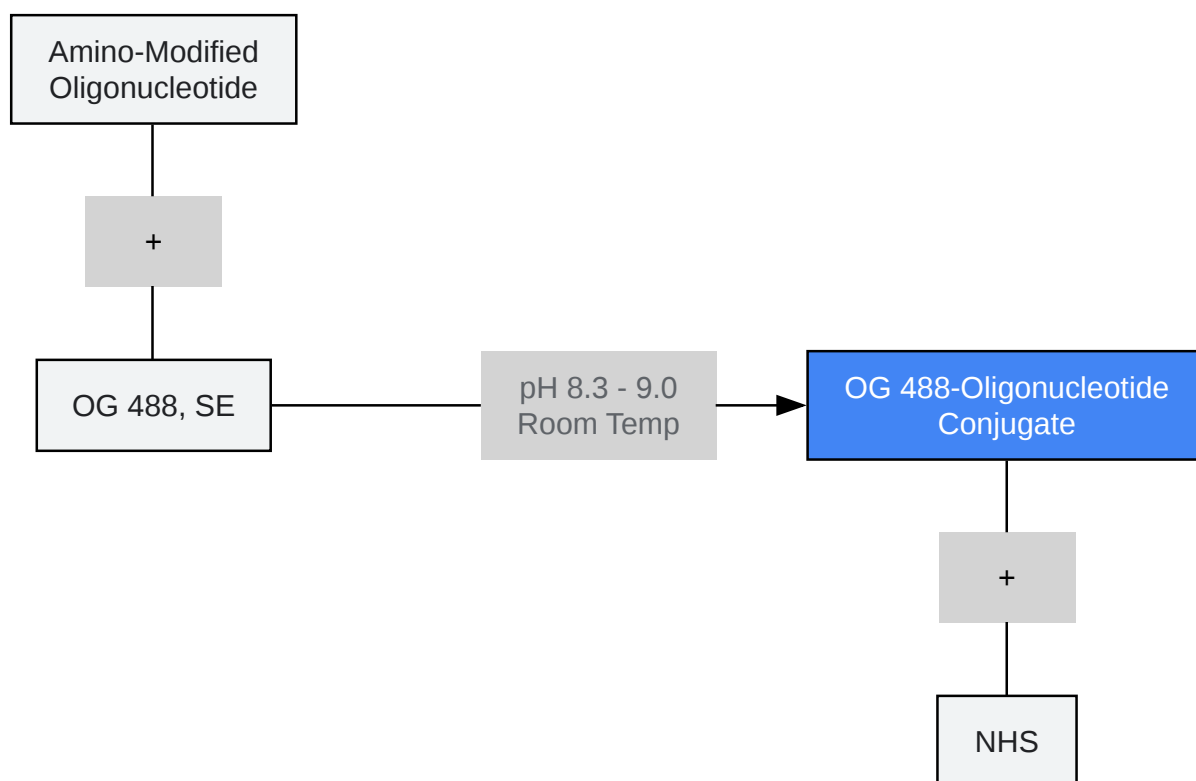 Amino-Modified
Oligonucleotide
+
OG 488, SE
pH 8.3 - 9.0
Room Temp
OG 488-Oligonucleotide
Conjugate
+
NHS